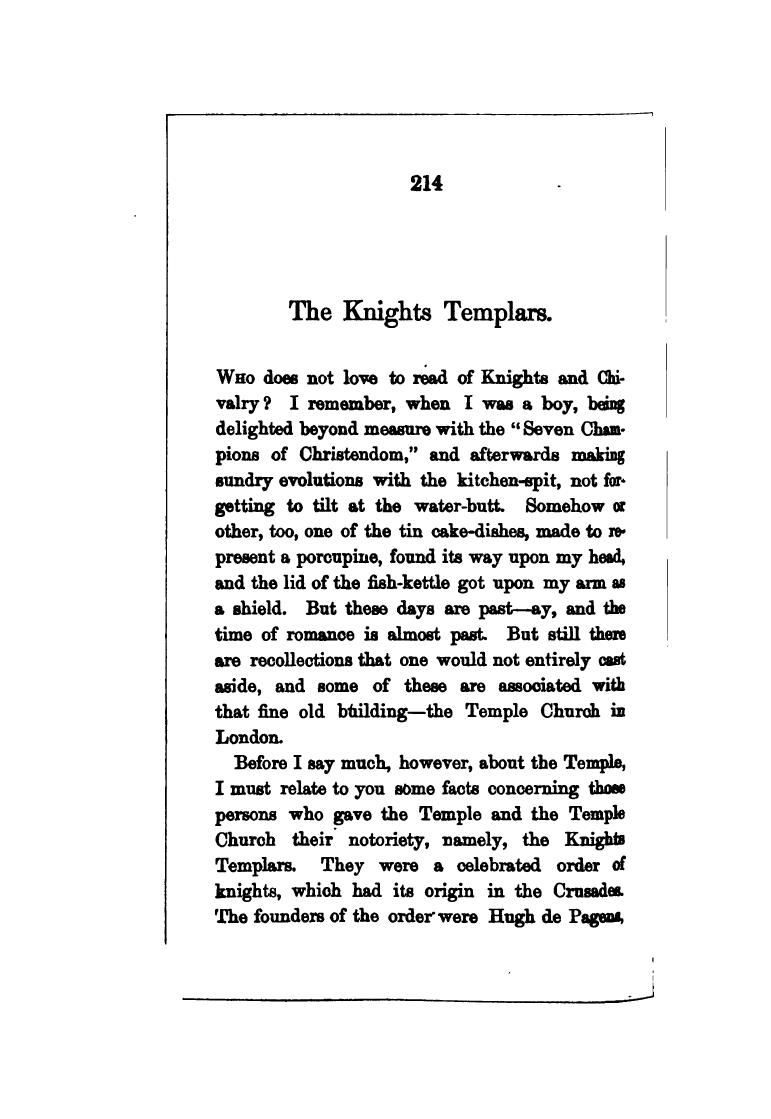 214
The Knights Templars.
WHO does not love to read of Knights and Chi-
valry? I remember, when I was a boy, being
delighted beyond measure with the "Seven Cham-
pions of Christendom," and afterwards making
sundry evolutions with the kitchen-spit, not for-
getting to tilt at the water-butt. Somehow or
other, too, one of the tin cake-dishes, made to re-
present a porcupine, found its way upon my head,
and the lid of the fish-kettle got upon my arm as
a shield. But these days are past—ay, and the
time of romance is almost past. But still there
are recollections that one would not entirely cast
aside, and some of these are associated with
that fine old building—the Temple Church in
London.
Before I say much, however, about the Temple,
I must relate to you some facts concerning those
persons who gave the Temple and the Temple
Church their notoriety, namely, the Knights
Templars. They were a celebrated order of
knights, which had its origin in the Crusades.
The founders of the order were Hugh de Pagens,